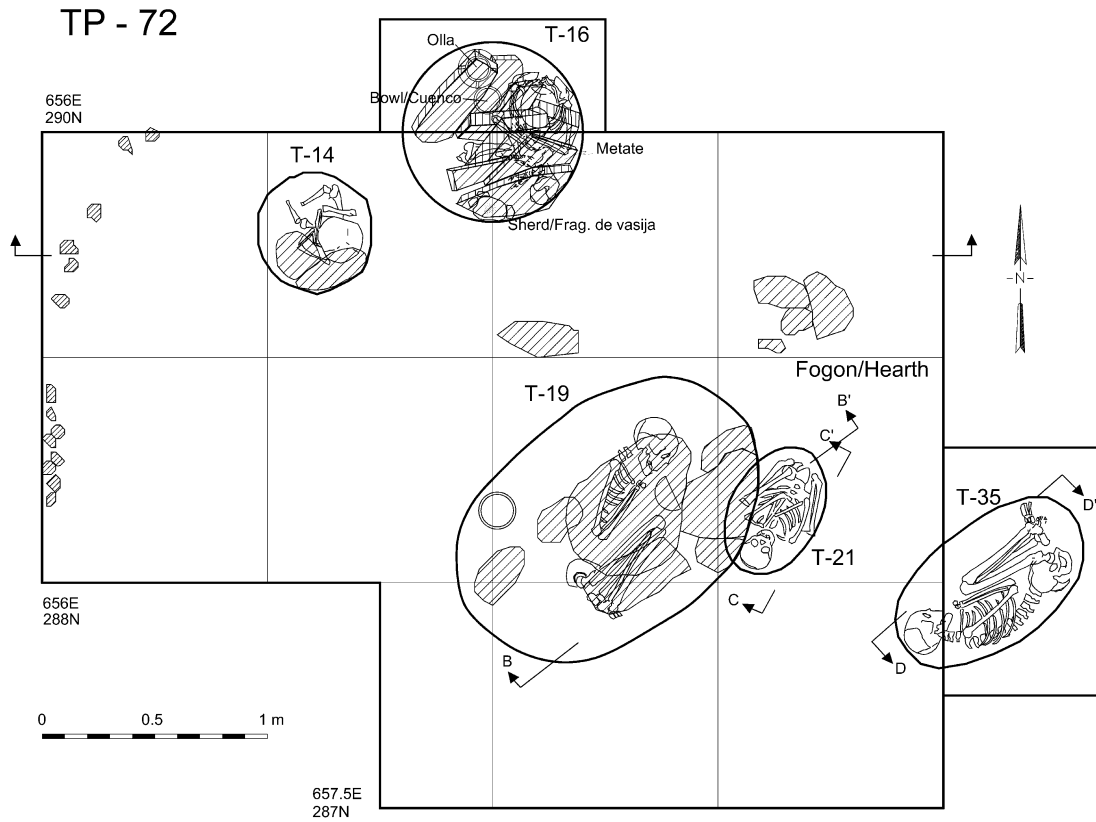 TP - 72
T-16
Olla
Bowl/Cuenco
656E
290N
T-14
Metate
Sherd/Frag. de vasija
-N-
Fogon/Hearth
T-19
B'
C'
T-35
D'
T-21
656E
288N
C
B
D
0 0.5 1 m
657.5E
287N